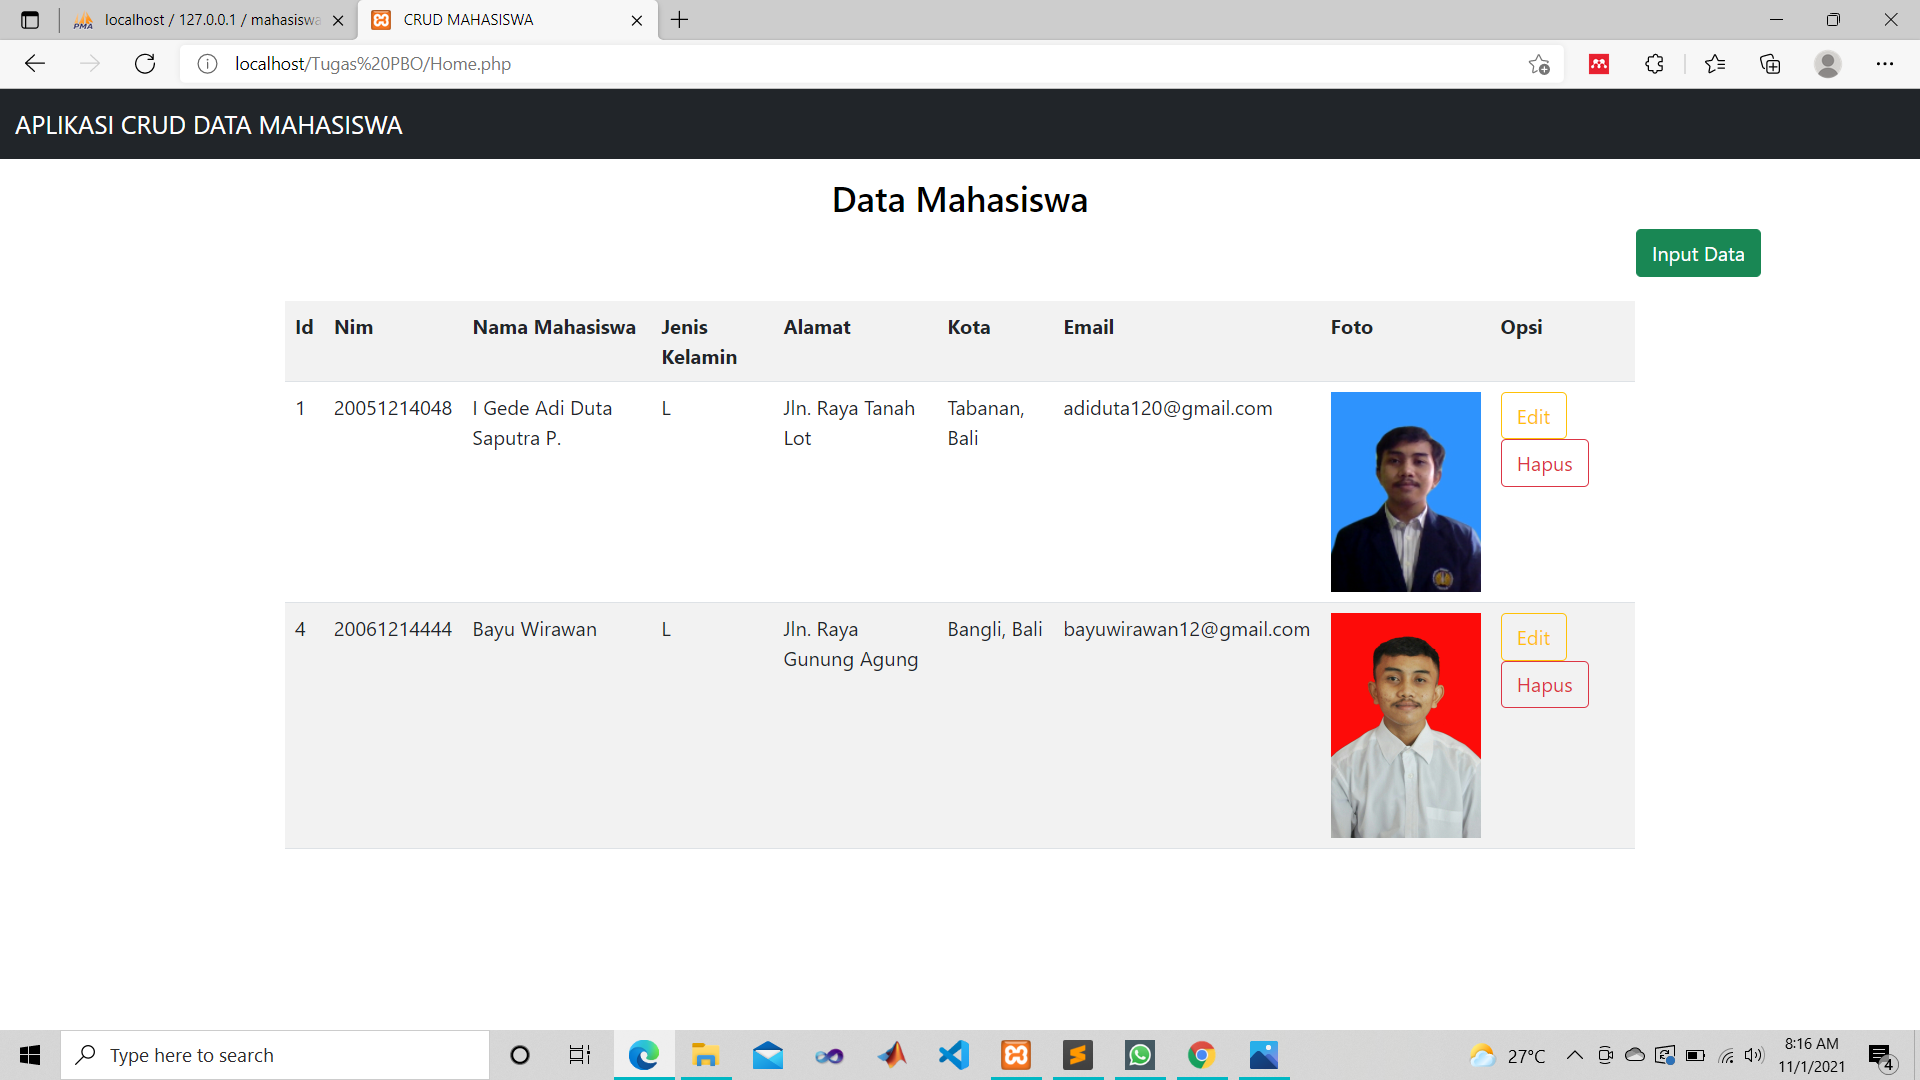 localhost / 127.0.0.1 / mahasiswa
CRUD MAHASISWA
localhost/Tugas%20PBO/Home.php
APLIKASI CRUD DATA MAHASISWA
Data Mahasiswa
Input Data
Id Nim Nama Mahasiswa Jenis Kelamin Alamat Kota Email Foto Opsi
1 20051214048 I Gede Adi Duta Saputra P. L Jln. Raya Tanah Lot Tabanan, Bali adiduta120@gmail.com Edit
Hapus
4 20061214444 Bayu Wirawan L Jln. Raya Gunung Agung Bangli, Bali bayuwirawan12@gmail.com Edit
Hapus
Type here to search
27°C
8:16 AM
11/1/2021
4
PMA